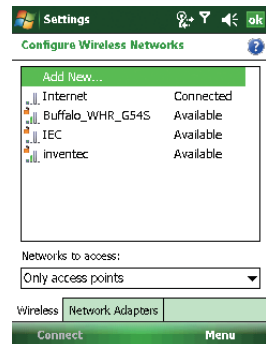 Settings ok
Configure Wireless Networks ?
Add New...
Internet Connected
Buffalo_WHR_G54S Available
IEC Available
inventec Available
Networks to access:
Only access points
Wireless Network Adapters
Connect Menu